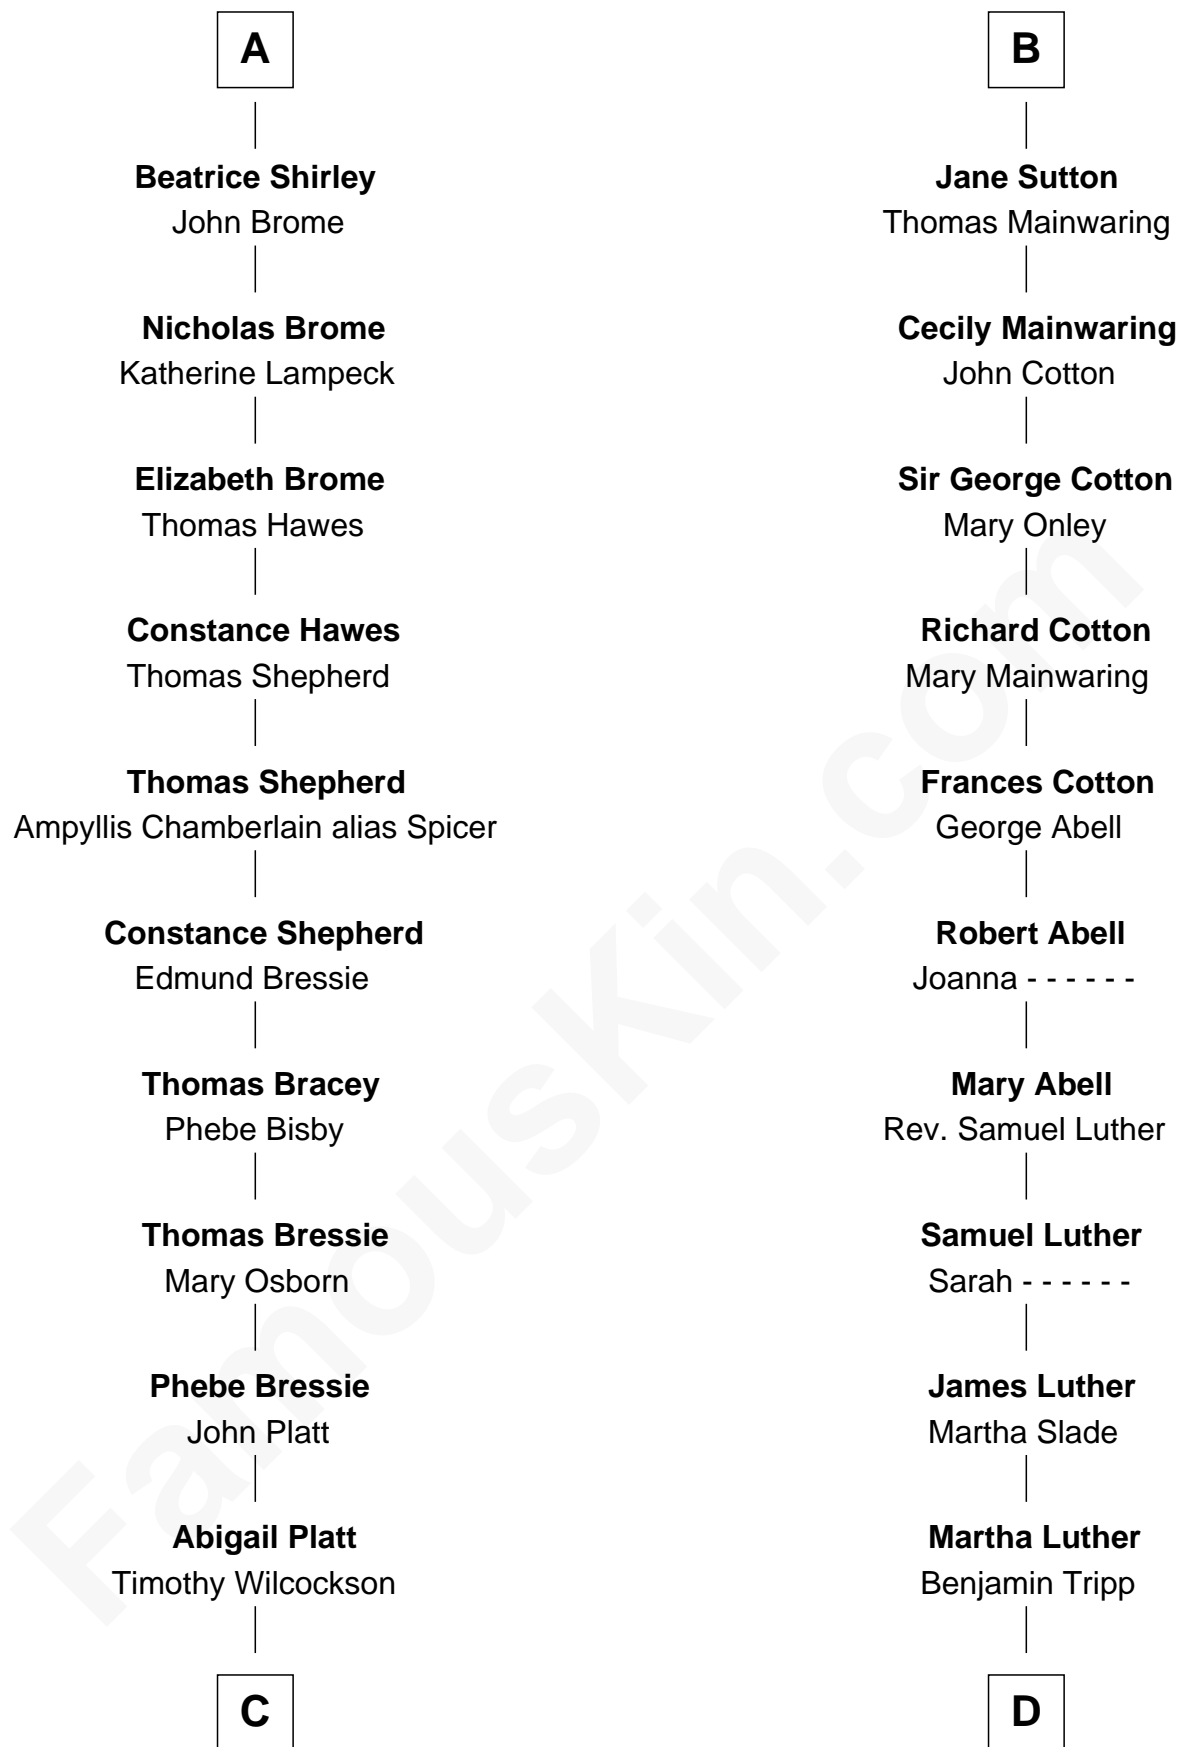 A
Beatrice Shirley
John Brome
Nicholas Brome
Katherine Lampeck
Elizabeth Brome
Thomas Hawes
Constance Hawes
Thomas Shepherd
Thomas Shepherd
Ampyllis Chamberlain alias Spicer
Constance Shepherd
Edmund Bressie
Thomas Bracey
Phebe Bisby
Thomas Bressie
Mary Osborn
Phebe Bressie
John Platt
Abigail Platt
Timothy Wilcockson
C
B
Jane Sutton
Thomas Mainwaring
Cecily Mainwaring
John Cotton
Sir George Cotton
Mary Onley
Richard Cotton
Mary Mainwaring
Frances Cotton
George Abell
Robert Abell
Joanna - - - - - -
Mary Abell
Rev. Samuel Luther
Samuel Luther
Sarah - - - - - -
James Luther
Martha Slade
Martha Luther
Benjamin Tripp
D
FamousKin.com